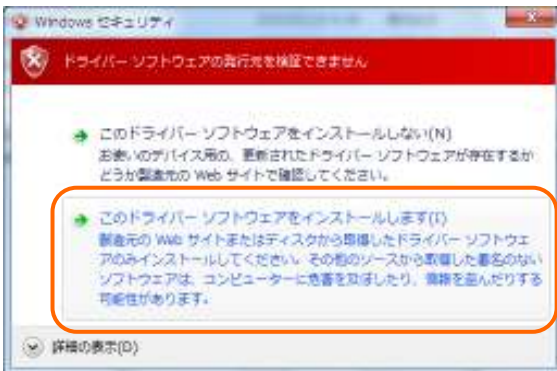 Windows セキュリティ
ドライバー ソフトウェアの発行元を検証できません
このドライバー ソフトウェアをインストールしない(N)
お使いのデバイス用の、更新されたドライバー ソフトウェアが存在するか
どうか製造元の Web サイトで確認してください。
このドライバー ソフトウェアをインストールします(I)
製造元の Web サイトまたはディスクから取得したドライバー ソフトウェ
アのみインストールしてください。その他のソースから取得した署名のない
ソフトウェアは、コンピューターに危害を及ぼしたり、情報を盗んだりする
可能性があります。
詳細の表示(D)